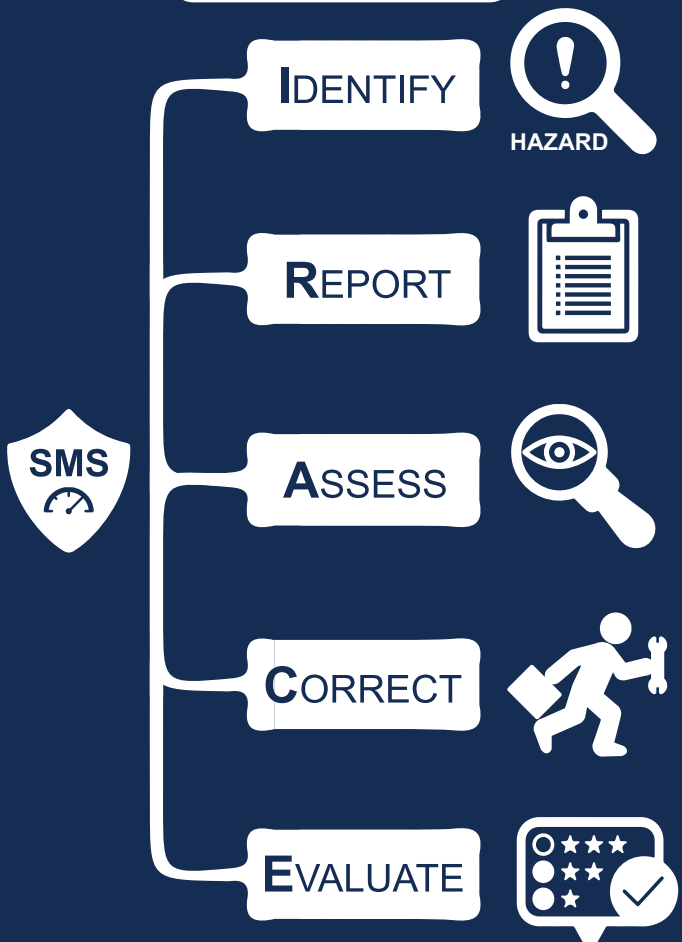 IDENTIFY
HAZARD
REPORT
SMS
ASSESS
CORRECT
EVALUATE